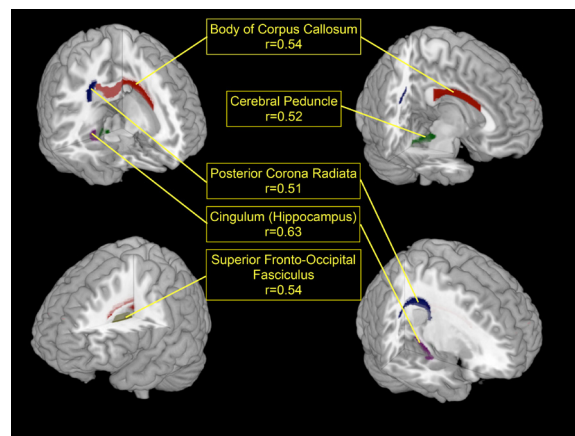 Body of Corpus Callosum
r=0.54
Cerebral Peduncle
r=0.52
Posterior Corona Radiata
r=0.51
Cingulum (Hippocampus)
r=0.63
Superior Fronto-Occipital
Fasciculus
r=0.54